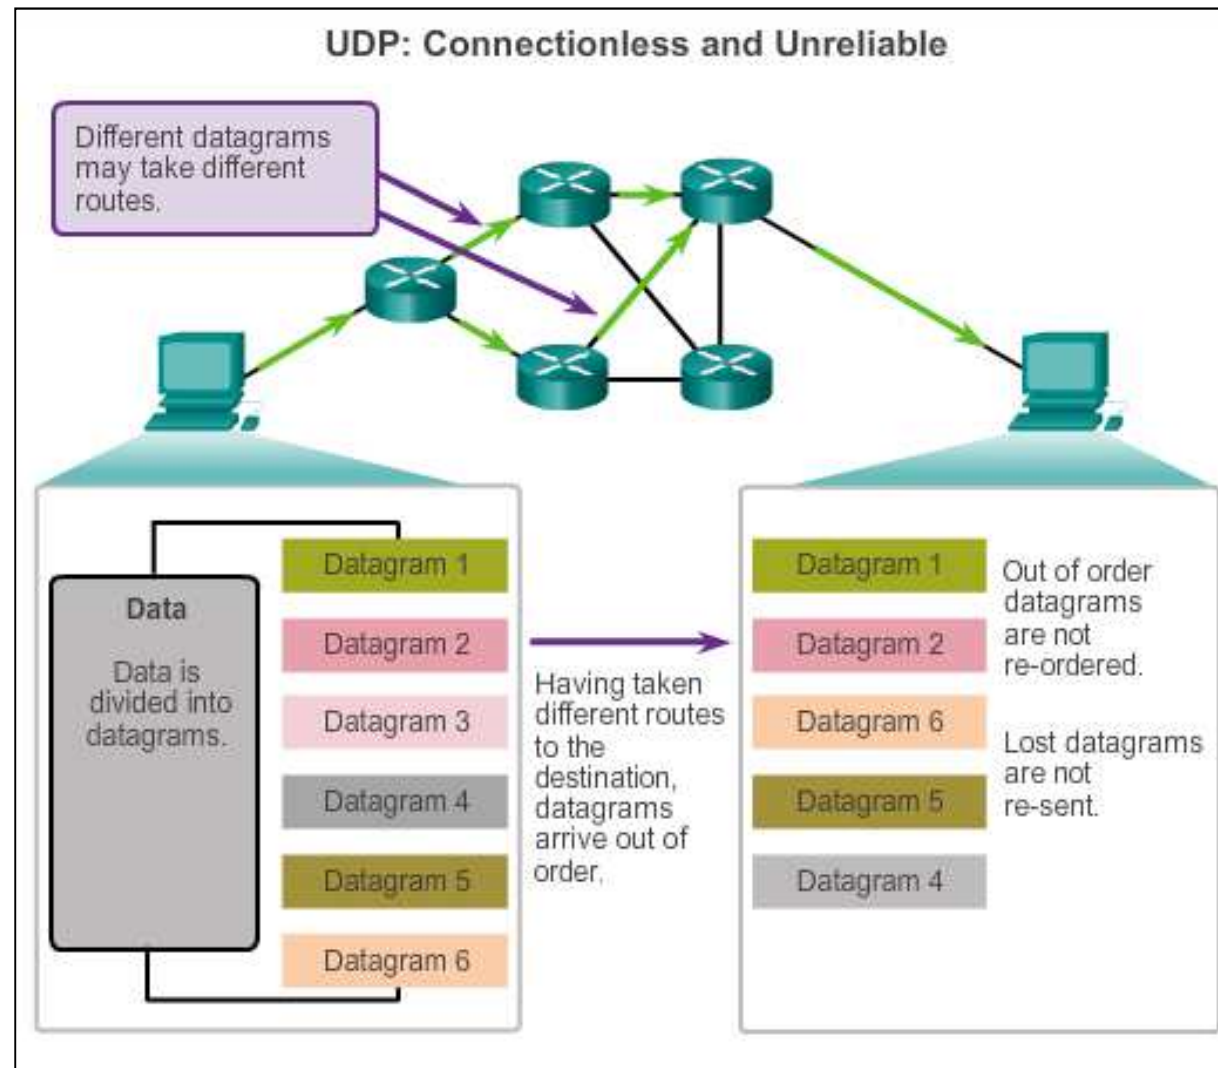 UDP: Connectionless and Unreliable
Different datagrams
may take different
routes.
Data
Data is
divided into
datagrams.
Datagram 1
Datagram 2
Datagram 3
Datagram 4
Datagram 5
Datagram 6
Having taken
different routes
to the
destination,
datagrams
arrive out of
order.
Datagram 1
Datagram 2
Datagram 6
Datagram 5
Datagram 4
Out of order
datagrams
are not
re-ordered.
Lost datagrams
are not
re-sent.